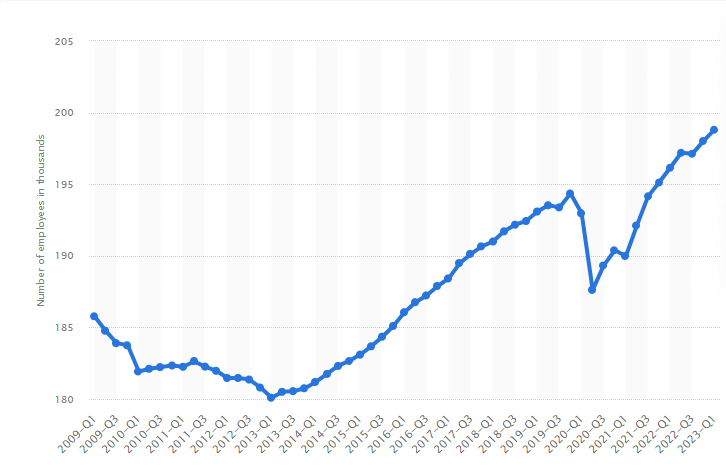 205
200
195
190
185
180
Number of employees in thousands
2009-Q1
2009-Q3
2010-Q1
2010-Q3
2011-Q1
2011-Q3
2012-Q1
2012-Q3
2013-Q1
2013-Q3
2014-Q1
2014-Q3
2015-Q1
2015-Q3
2016-Q1
2016-Q3
2017-Q1
2017-Q3
2018-Q1
2018-Q3
2019-Q1
2019-Q3
2020-Q1
2020-Q3
2021-Q1
2021-Q3
2022-Q1
2022-Q3
2023-Q1